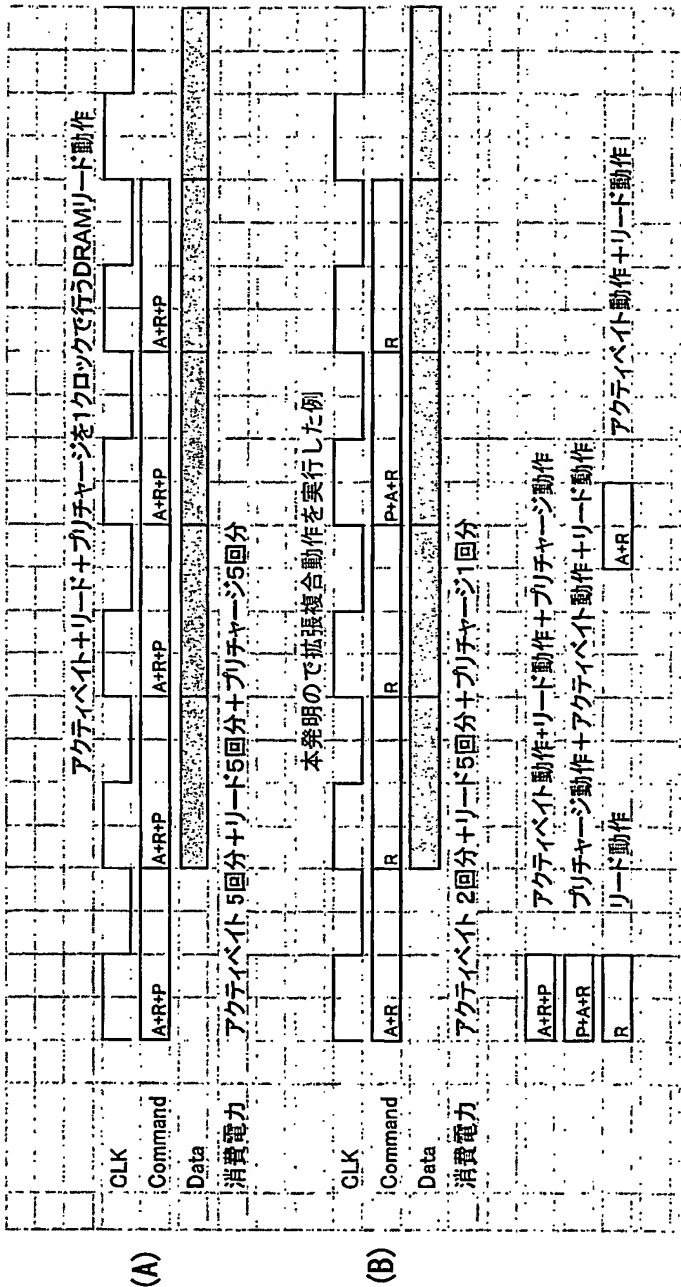 (A)
アクティベイト+リード+プリチャージを1クロックで行うDRAMリード動作
CLK
Command A+R+P A+R+P A+R+P A+R+P A+R+P
Data
消費電力 アクティベイト 5回分+リード5回分+プリチャージ5回分
(B)
本発明ので拡張複合動作を実行した例
CLK
Command A+R R R P+A+R R
Data
消費電力 アクティベイト 2回分+リード5回分+プリチャージ1回分
A+R+P アクティベイト動作+リード動作+プリチャージ動作
P+A+R プリチャージ動作+アクティベイト動作+リード動作
R リード動作 A+R アクティベイト動作+リード動作